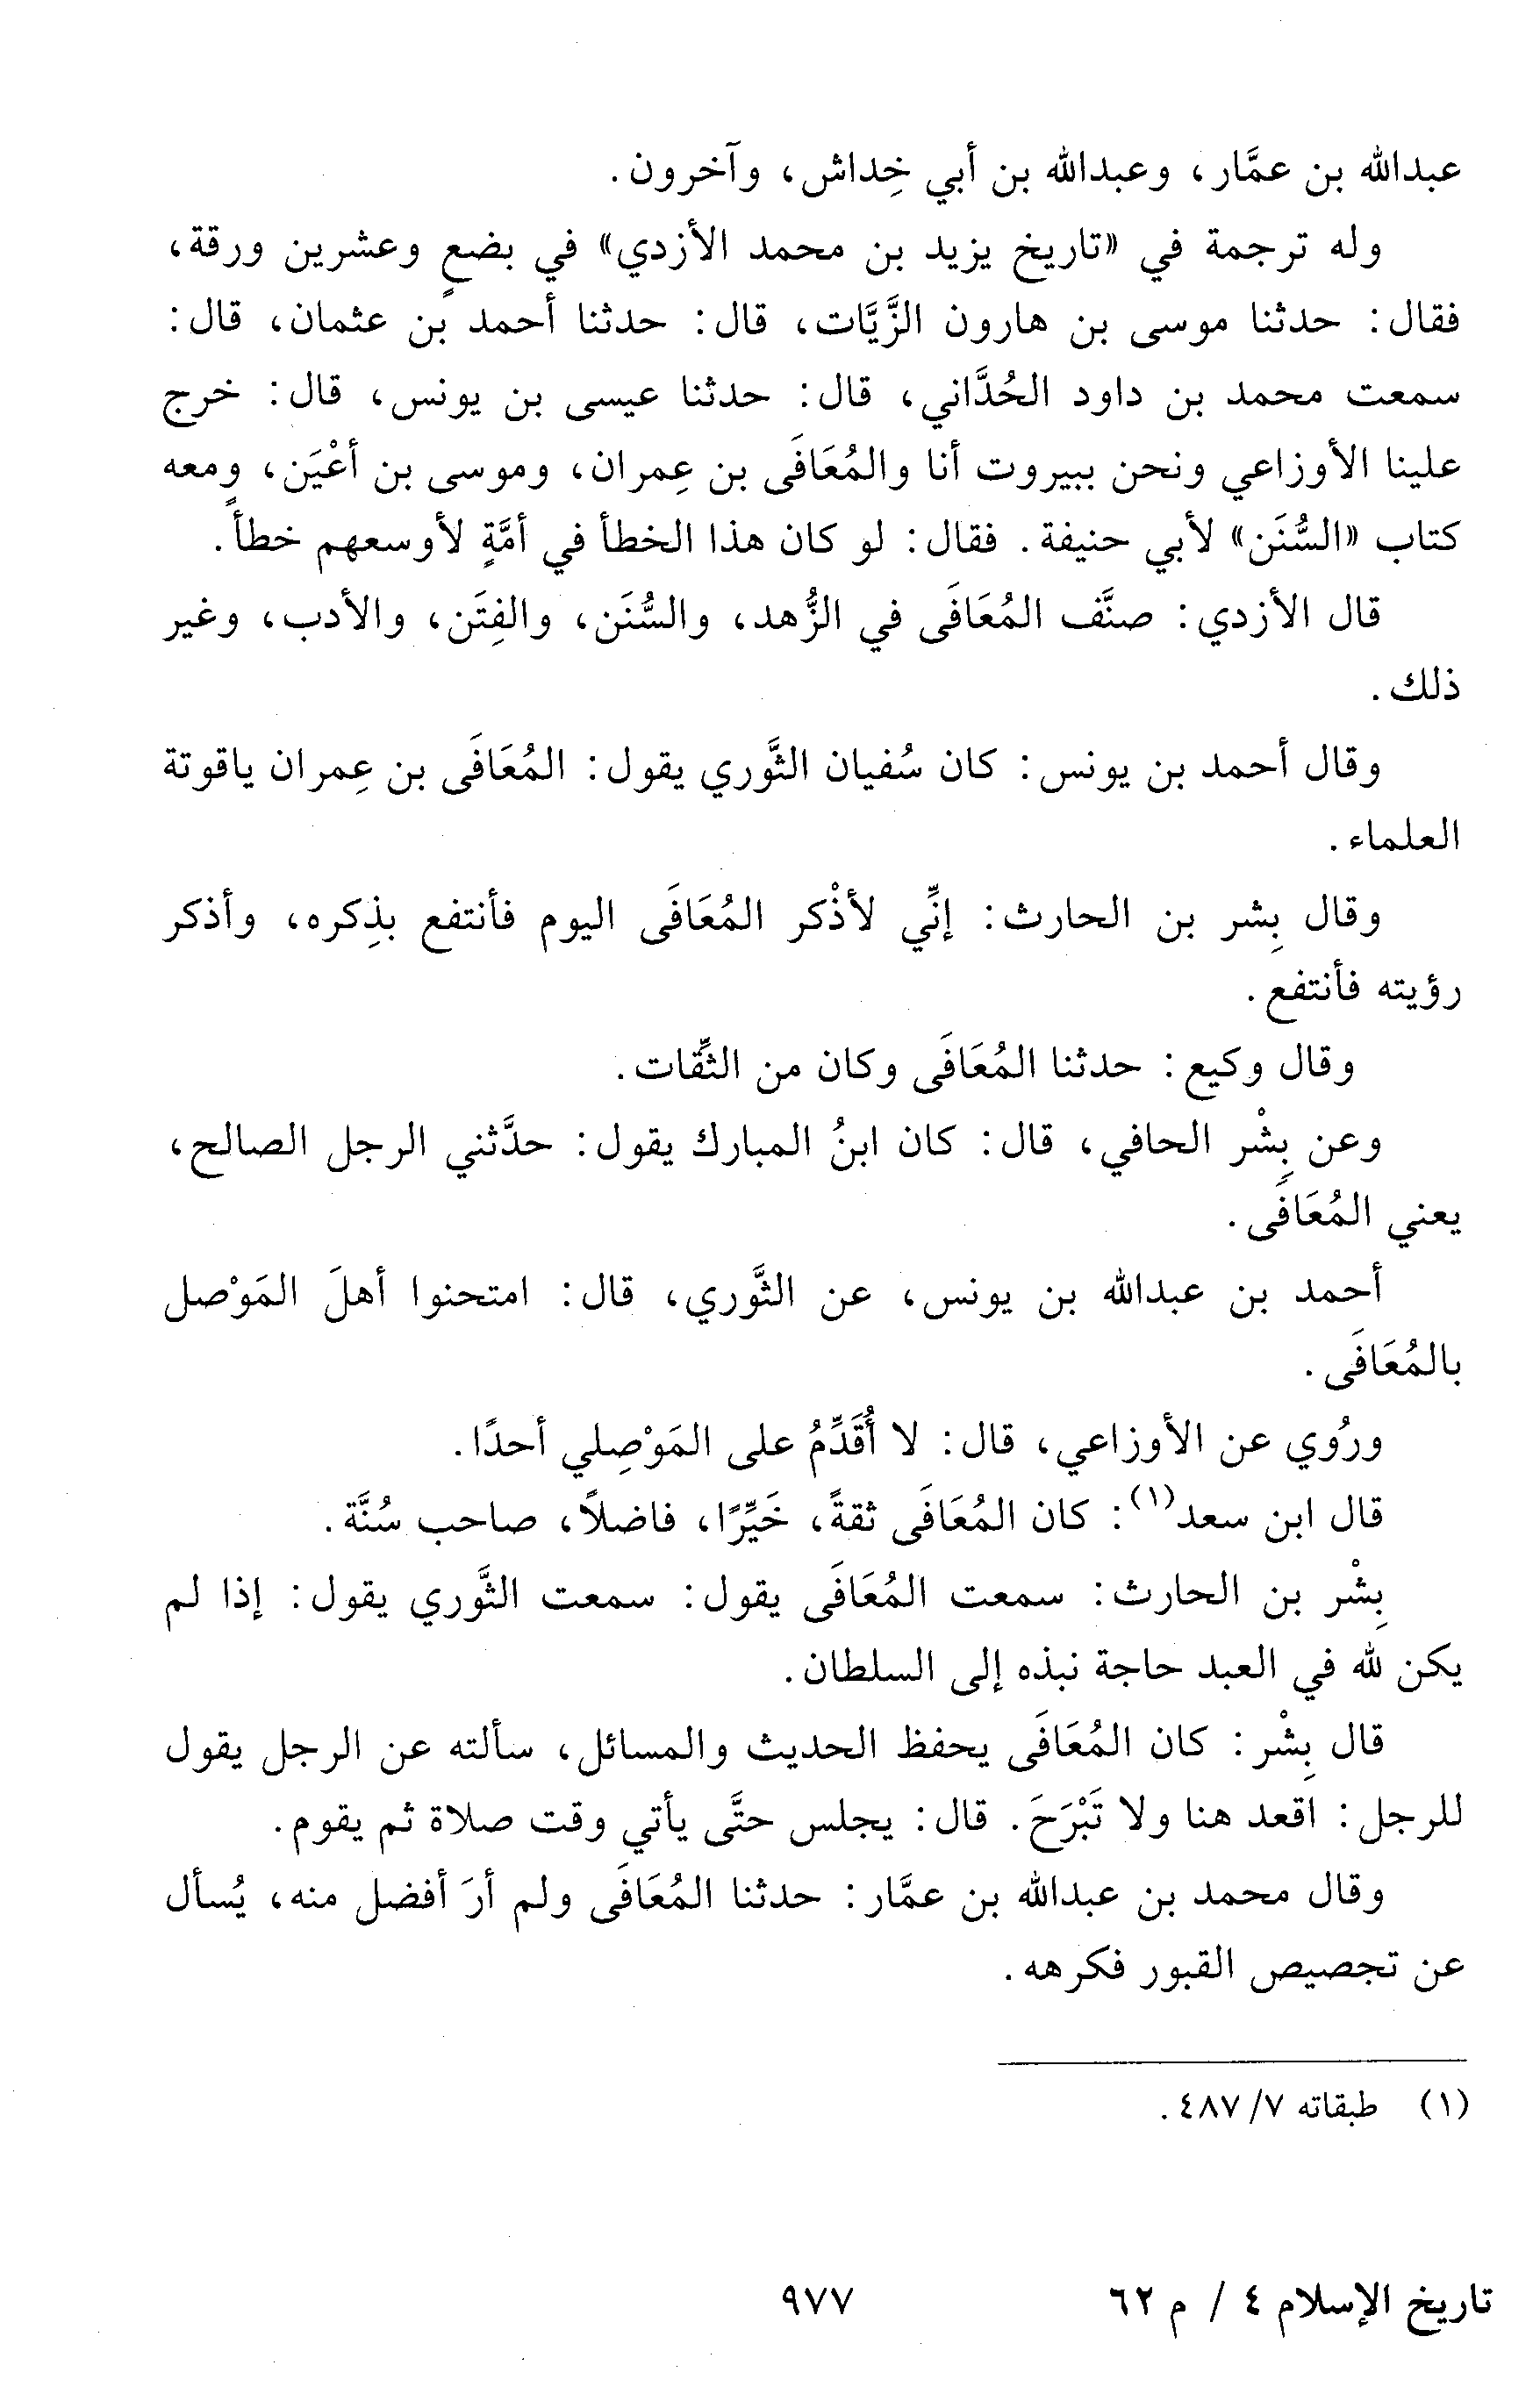 عبدالله بن عمَّار، وعبدالله بن أبي خِداش، وآخرون.
وله ترجمة في «تاريخ يزيد بن محمد الأزدي» في بضعٍ وعشرين ورقة،
فقال: حدثنا موسى بن هارون الزَّيَّات، قال: حدثنا أحمد بن عثمان، قال:
سمعت محمد بن داود الحُدَّاني، قال: حدثنا عيسى بن يونس، قال: خرج
علينا الأوزاعي ونحن ببيروت أنا والمُعَافَى بن عِمران، وموسى بن أعْيَن، ومعه
كتاب «السُّنَن» لأبي حنيفة. فقال: لو كان هذا الخطأ في أمَّةٍ لأوسعهم خطأً.
قال الأزدي: صنَّف المُعَافَى في الزُّهد، والسُّنَن، والفِتَن، والأدب، وغير
ذلك.
وقال أحمد بن يونس: كان سُفيان الثَّوري يقول: المُعَافَى بن عِمران ياقوتة
العلماء.
وقال بِشر بن الحارث: إنِّي لأذْكر المُعَافَى اليوم فأنتفع بذِكره، وأذكر
رؤيته فأنتفع.
وقال وكيع: حدثنا المُعَافَى وكان من الثِّقات.
وعن بِشْر الحافي، قال: كان ابنُ المبارك يقول: حدَّثني الرجل الصالح،
يعني المُعَافَى.
أحمد بن عبدالله بن يونس، عن الثَّوري، قال: امتحنوا أهلَ المَوْصل
بالمُعَافَى.
ورُوي عن الأوزاعي، قال: لا أُقَدِّمُ على المَوْصِلي أحدًا.
قال ابن سعد(١): كان المُعَافَى ثقةً، خَيِّرًا، فاضلاً، صاحب سُنَّة.
بِشْر بن الحارث: سمعت المُعَافَى يقول: سمعت الثَّوري يقول: إذا لم
يكن لله في العبد حاجة نبذه إلى السلطان.
قال بِشْر: كان المُعَافَى يحفظ الحديث والمسائل، سألته عن الرجل يقول
للرجل: اقعد هنا ولا تَبْرَحَ. قال: يجلس حتَّى يأتي وقت صلاة ثم يقوم.
وقال محمد بن عبدالله بن عمَّار: حدثنا المُعَافَى ولم أرَ أفضل منه، يُسأل
عن تجصيص القبور فكرهه.
(١) طبقاته ٧/ ٤٨٧.
تاريخ الإسلام ٤ / م ٦٢
٩٧٧